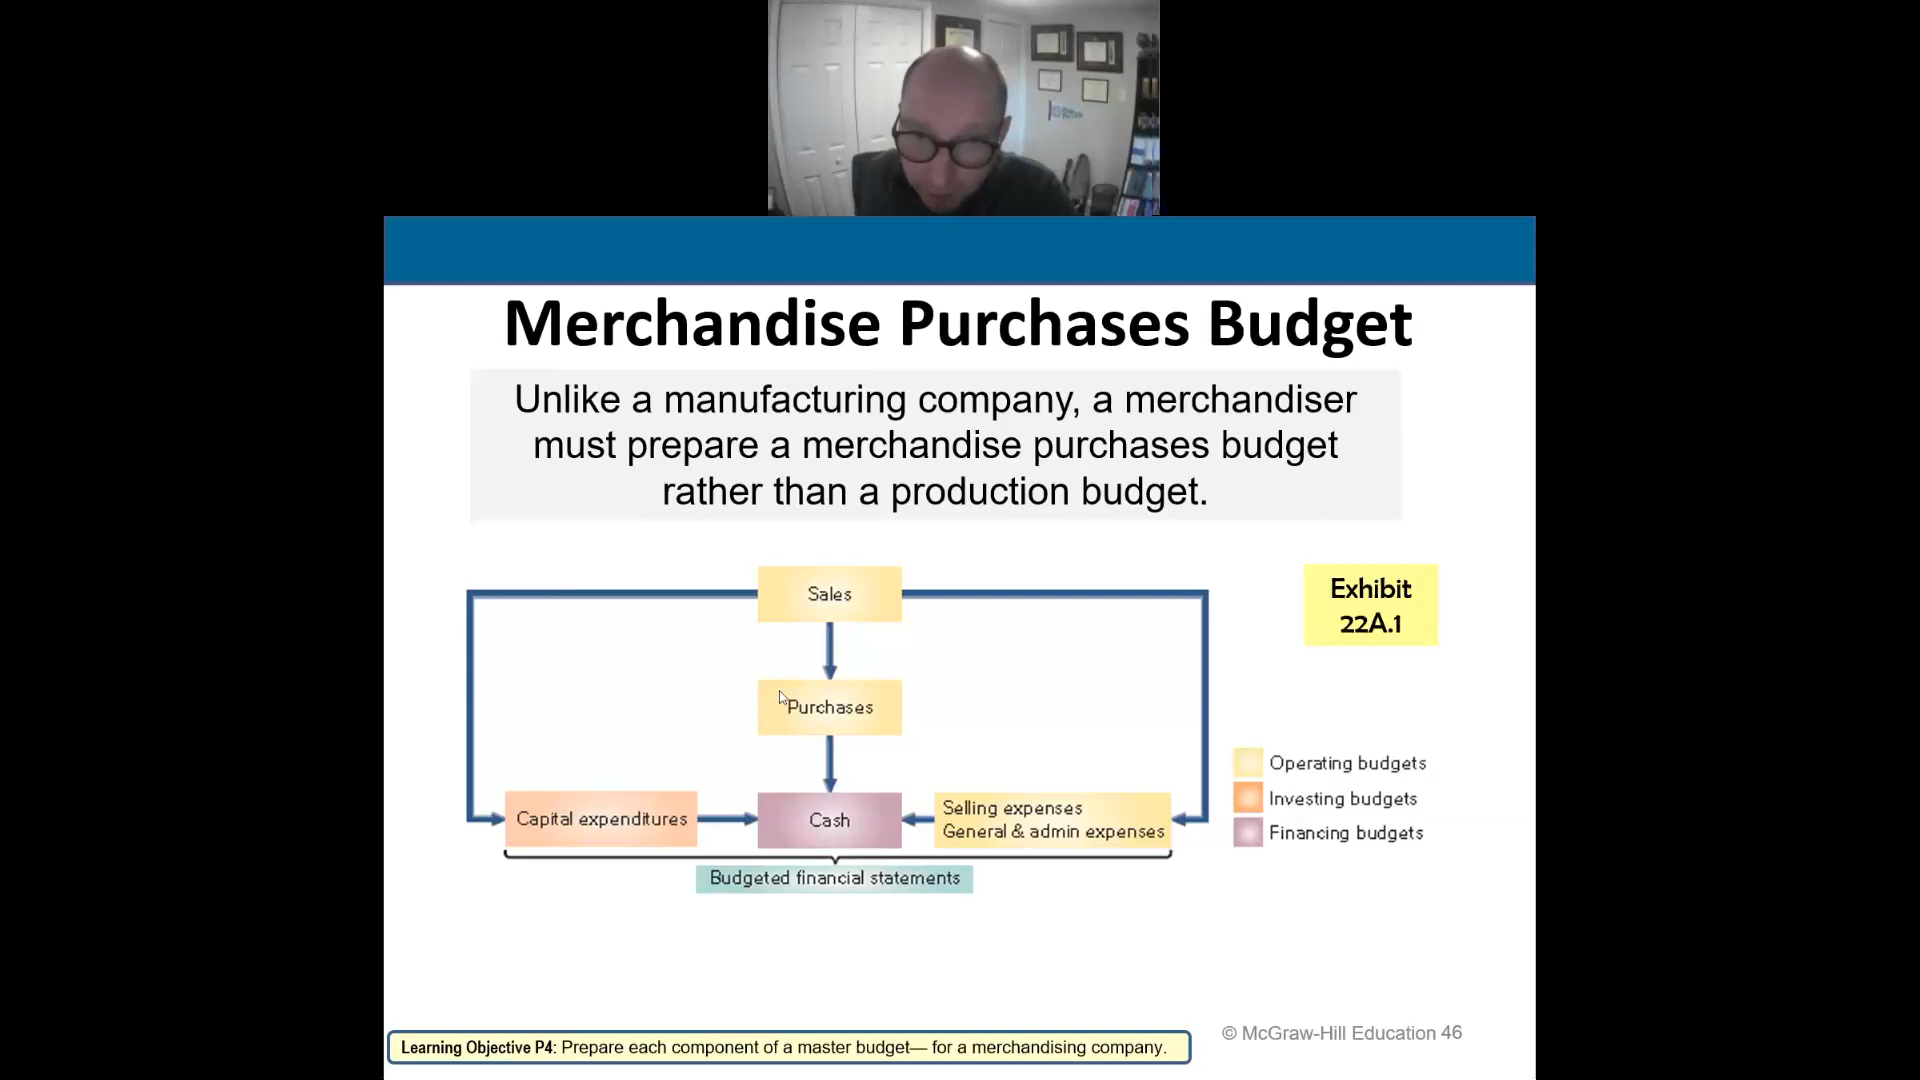 Merchandise Purchases Budget
Unlike a manufacturing company, a merchandiser
must prepare a merchandise purchases budget
rather than a production budget.
Sales
Exhibit
22A.1
Purchases
Operating budgets
Investing budgets
Financing budgets
Capital expenditures
Cash
Selling expenses
General & admin expenses
Budgeted financial statements
© McGraw-Hill Education 46
Learning Objective P4: Prepare each component of a master budget— for a merchandising company.